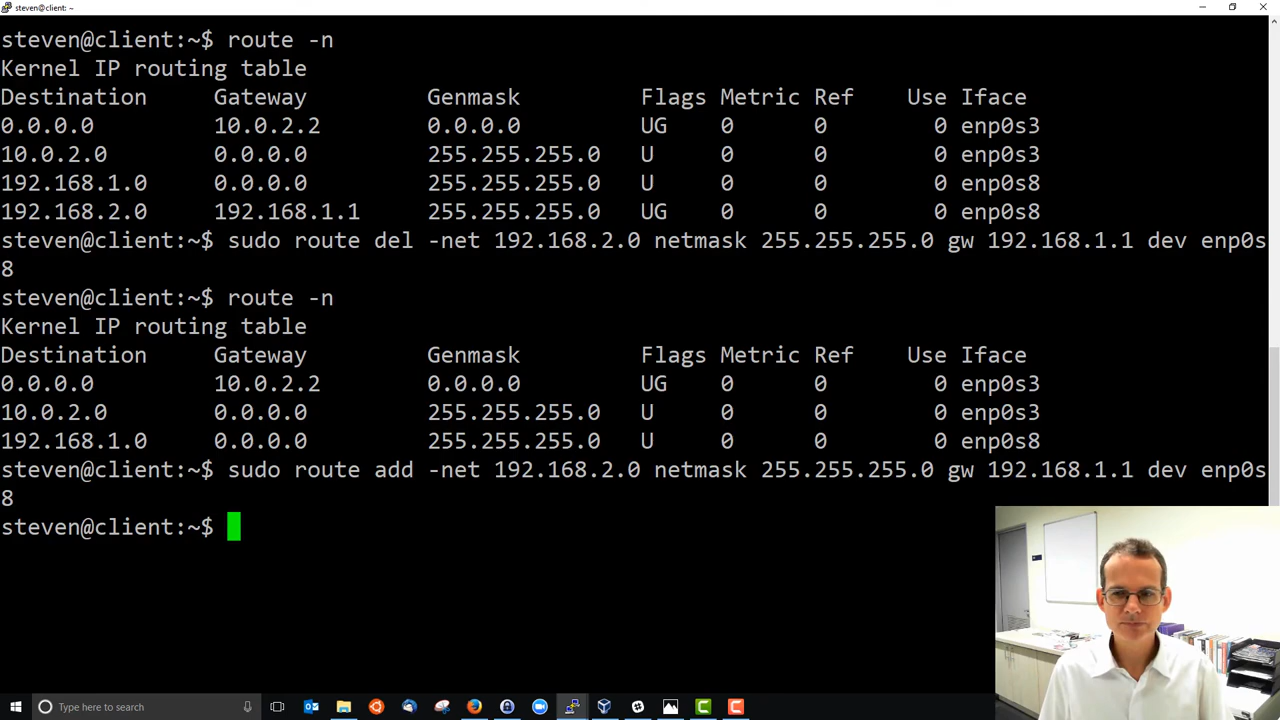 steven@client: ~
steven@client:~$ route -n
Kernel IP routing table
Destination Gateway Genmask Flags Metric Ref Use Iface
0.0.0.0 10.0.2.2 0.0.0.0 UG 0 0 0 enp0s3
10.0.2.0 0.0.0.0 255.255.255.0 U 0 0 0 enp0s3
192.168.1.0 0.0.0.0 255.255.255.0 U 0 0 0 enp0s8
192.168.2.0 192.168.1.1 255.255.255.0 UG 0 0 0 enp0s8
steven@client:~$ sudo route del -net 192.168.2.0 netmask 255.255.255.0 gw 192.168.1.1 dev enp0s
8
steven@client:~$ route -n
Kernel IP routing table
Destination Gateway Genmask Flags Metric Ref Use Iface
0.0.0.0 10.0.2.2 0.0.0.0 UG 0 0 0 enp0s3
10.0.2.0 0.0.0.0 255.255.255.0 U 0 0 0 enp0s3
192.168.1.0 0.0.0.0 255.255.255.0 U 0 0 0 enp0s8
steven@client:~$ sudo route add -net 192.168.2.0 netmask 255.255.255.0 gw 192.168.1.1 dev enp0s
8
steven@client:~$
Type here to search